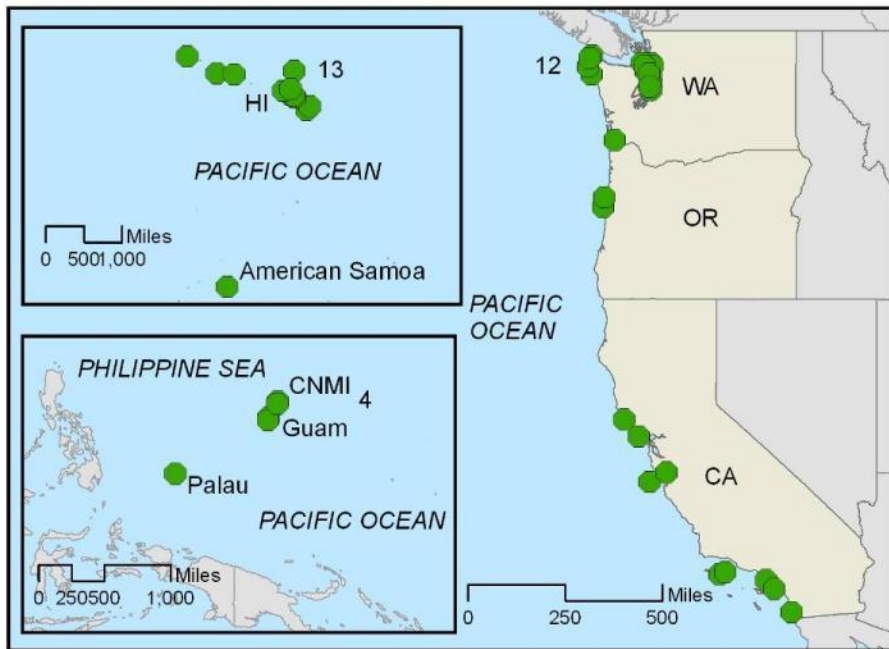 13
HI
PACIFIC OCEAN
Miles
0 5001,000
American Samoa
PHILIPPINE SEA
CNMI
4
Guam
Palau
PACIFIC OCEAN
Miles
0 250500 1,000
12
WA
OR
PACIFIC
OCEAN
CA
Miles
0 250 500